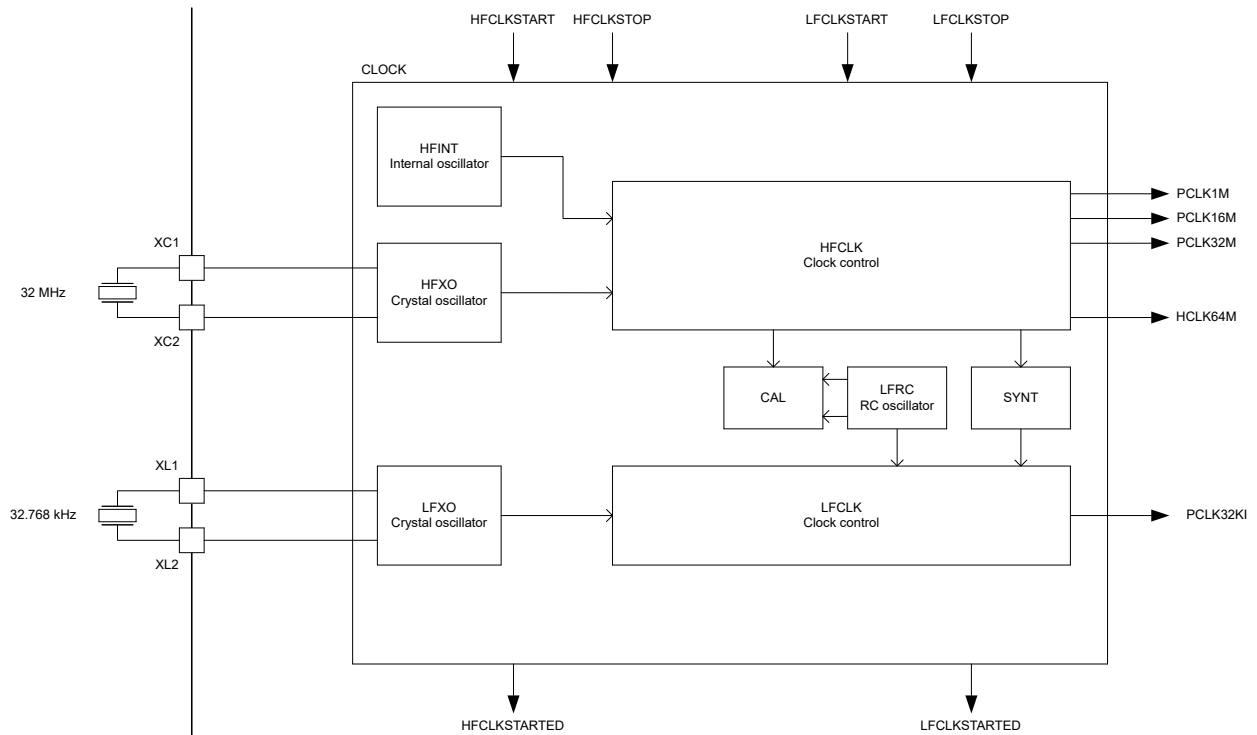 HFCLKSTART
HFCLKSTOP
LFCLKSTART
LFCLKSTOP
CLOCK
HFINT
Internal oscillator
HFCLK
Clock control
PCLK1M
PCLK16M
PCLK32M
HCLK64M
XC1
32 MHz
XC2
HFXO
Crystal oscillator
CAL
LFRC
RC oscillator
SYNT
XL1
32.768 kHz
XL2
LFXO
Crystal oscillator
LFCLK
Clock control
PCLK32KI
HFCLKSTARTED
LFCLKSTARTED